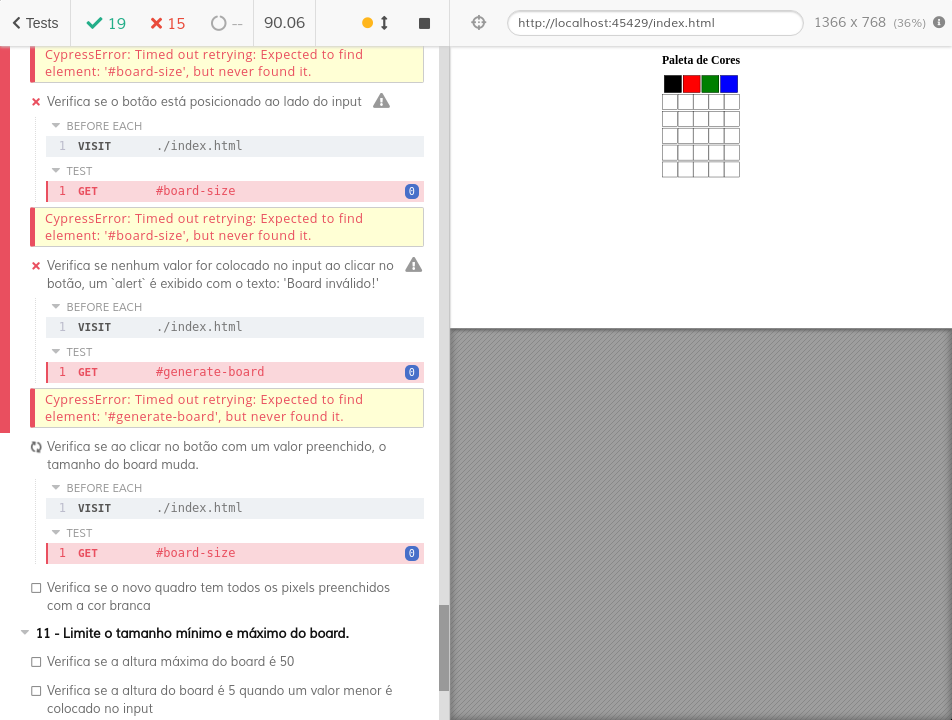 Tests
19
15
--
90.06
http://localhost:45429/index.html
1366 x 768 (36%)
CypressError: Timed out retrying: Expected to find
element: '#board-size', but never found it.
Verifica se o botão está posicionado ao lado do input
BEFORE EACH
1 VISIT ./index.html
TEST
1 GET #board-size 0
CypressError: Timed out retrying: Expected to find
element: '#board-size', but never found it.
Verifica se nenhum valor for colocado no input ao clicar no
botão, um `alert` é exibido com o texto: 'Board inválido!'
BEFORE EACH
1 VISIT ./index.html
TEST
1 GET #generate-board 0
CypressError: Timed out retrying: Expected to find
element: '#generate-board', but never found it.
Verifica se ao clicar no botão com um valor preenchido, o
tamanho do board muda.
BEFORE EACH
1 VISIT ./index.html
TEST
1 GET #board-size 0
Verifica se o novo quadro tem todos os pixels preenchidos
com a cor branca
11 - Limite o tamanho mínimo e máximo do board.
Verifica se a altura máxima do board é 50
Verifica se a altura do board é 5 quando um valor menor é
colocado no input
Paleta de Cores